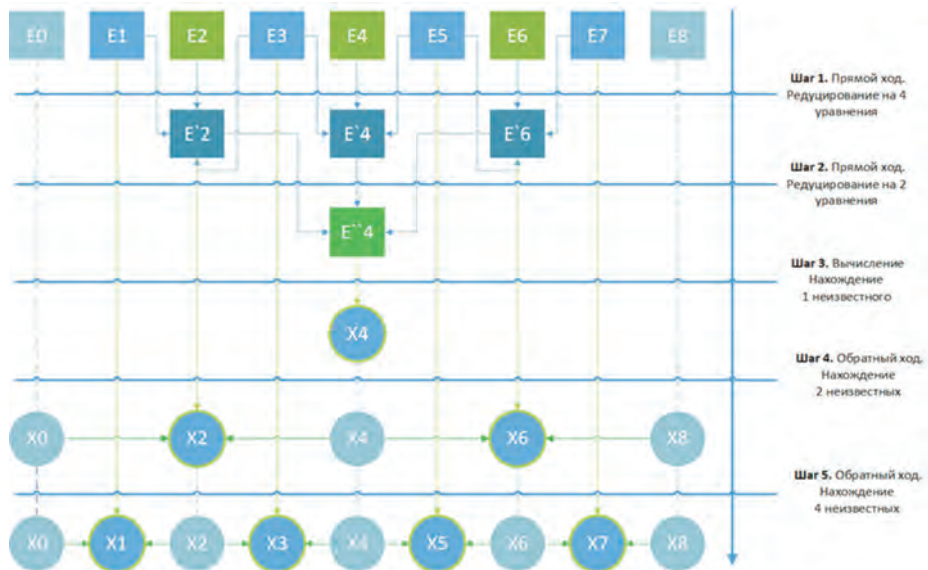 E0 E1 E2 E3 E4 E5 E6 E7 E8
Шаг 1. Прямой ход.
Редуцирование на 4
уравнения
E`2 E`4 E`6
Шаг 2. Прямой ход.
Редуцирование на 2
уравнения
E``4
Шаг 3. Вычисление
Нахождение
1 неизвестного
X4
Шаг 4. Обратный ход.
Нахождение
2 неизвестных
X0 X2 X4 X6 X8
Шаг 5. Обратный ход.
Нахождение
4 неизвестных
X0 X1 X2 X3 X4 X5 X6 X7 X8